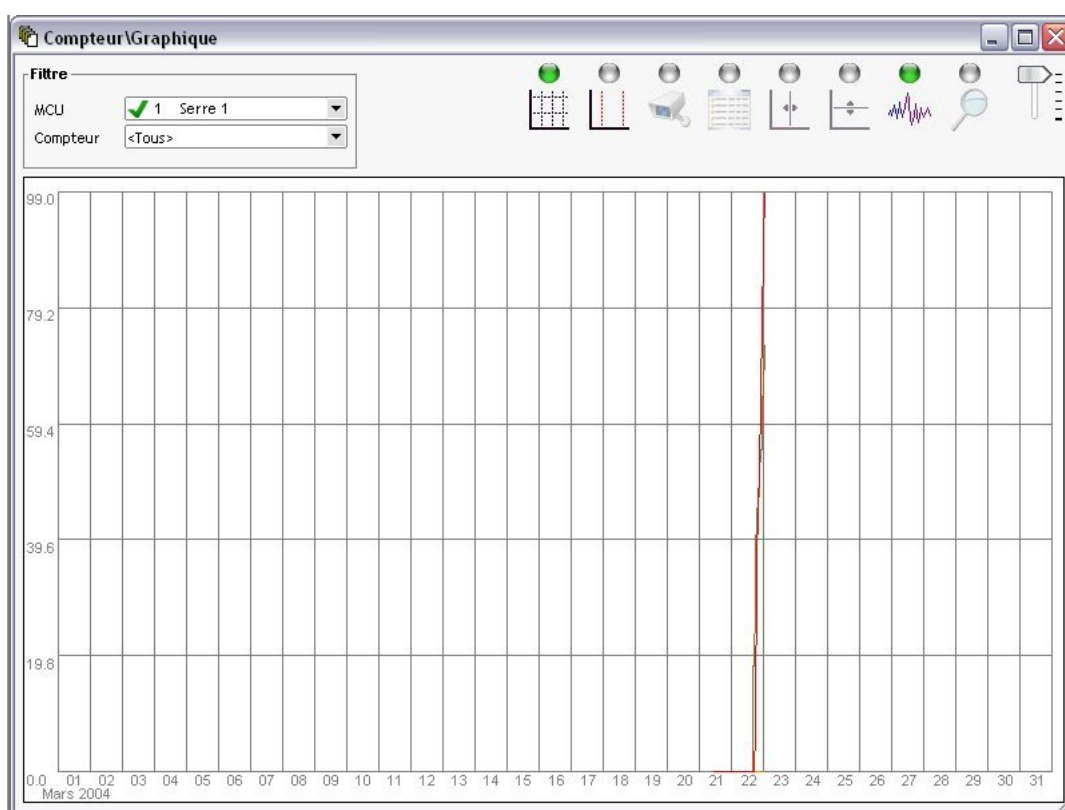 Compteur\Graphique
Filtre
MCU 1 Serre 1
Compteur <Tous>
99.0
79.2
59.4
39.6
19.8
0.0 01 02 03 04 05 06 07 08 09 10 11 12 13 14 15 16 17 18 19 20 21 22 23 24 25 26 27 28 29 30 31
Mars 2004